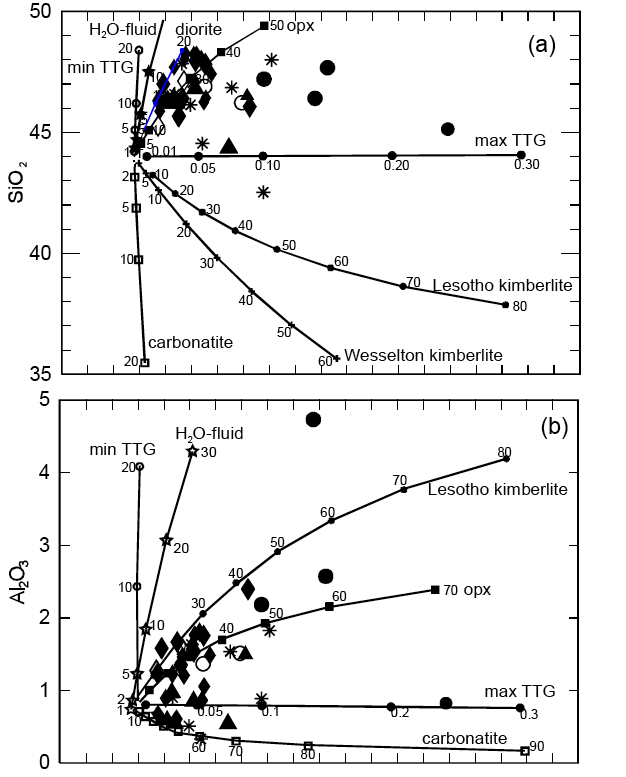 50
H₂O-fluid diorite 50 opx
20 20 (a)
min TTG 40
10 30
10
SiO₂
45 5 10
5 max TTG
1 0.01 0.05 0.10 0.20 0.30
2 5 10
10 20
5 30
20 40
40 10 30 50
60
40 70 Lesotho kimberlite
80
50
carbonatite
20 60 Wesselton kimberlite
35
5
min TTG H₂O-fluid (b)
20 30 80
4 70 Lesotho kimberlite
60
3 20 50
Al₂O₃
10 40
70 opx
2 30 60
10 50
40
5
1 2 max TTG
1 0.05 0.1 0.2 0.3
10 carbonatite
60 70 80 90
0